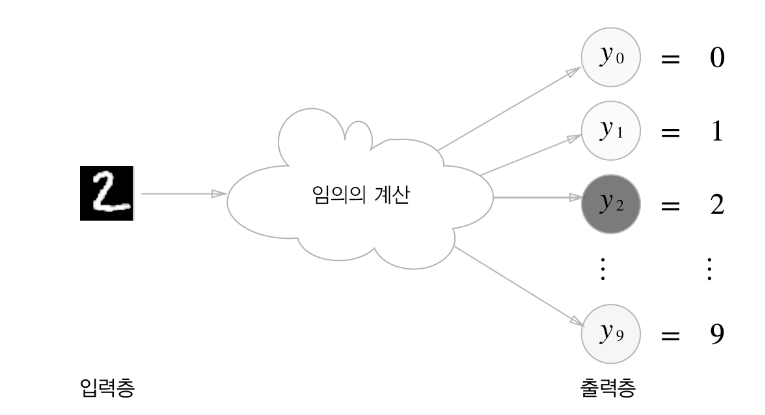 y₀ = 0
y₁ = 1
2
임의의 계산
y₂ = 2
⋮ ⋮
y₉ = 9
입력층 출력층